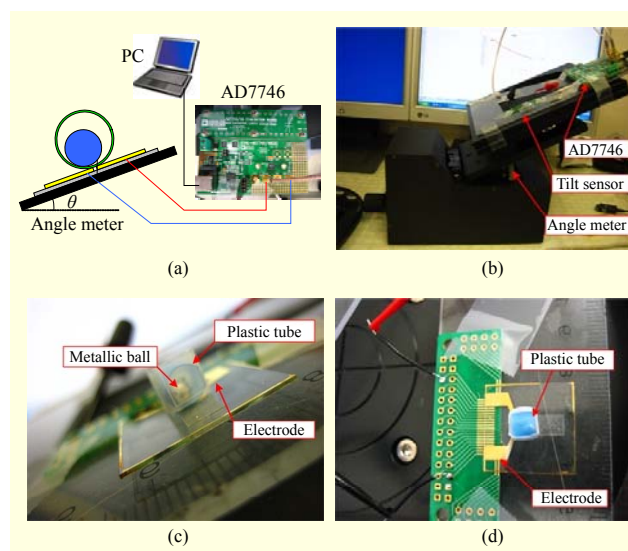 PC
AD7746
θ
Angle meter
(a)
AD7746
Tilt sensor
Angle meter
(b)
Plastic tube
Metallic ball
Electrode
(c)
Plastic tube
Electrode
(d)